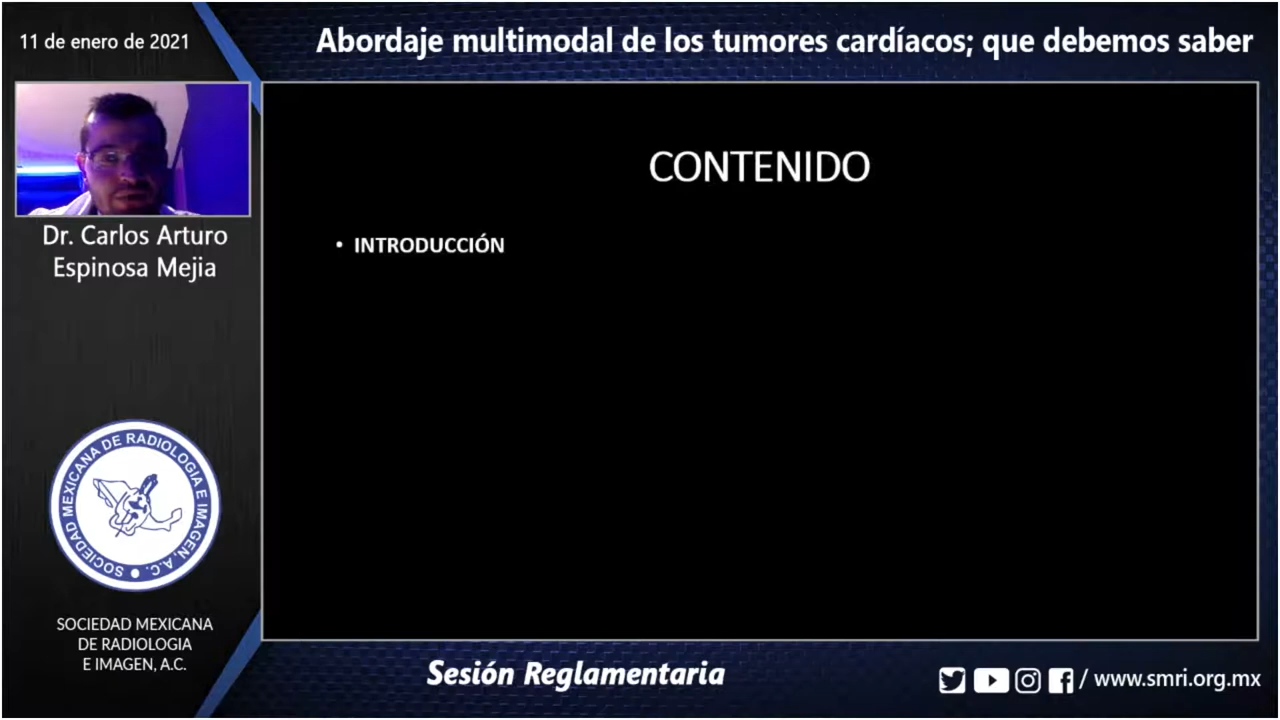 11 de enero de 2021
Abordaje multimodal de los tumores cardíacos; que debemos saber
Dr. Carlos Arturo
Espinosa Mejia
CONTENIDO
• INTRODUCCIÓN
SOCIEDAD MEXICANA DE RADIOLOGIA E IMAGEN, A.C.
SOCIEDAD MEXICANA
DE RADIOLOGIA
E IMAGEN, A.C.
Sesión Reglamentaria
/ www.smri.org.mx